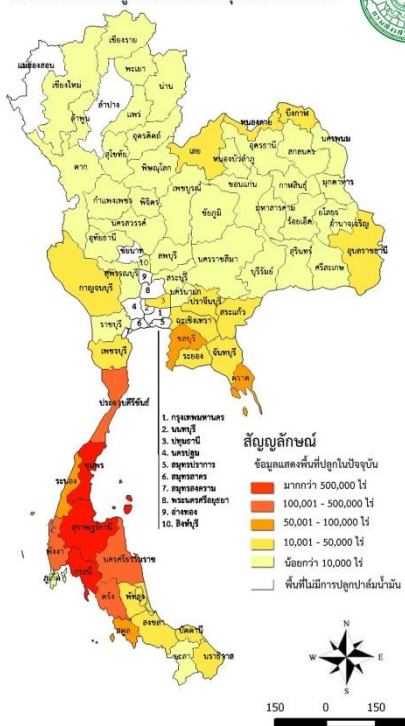 เชียงราย
แม่ฮ่องสอน
พะเยา
เชียงใหม่
น่าน
ลำปาง
ลำพูน
แพร่
อุตรดิตถ์
สุโขทัย
ตาก
พิษณุโลก
เลย
หนองคาย
บึงกาฬ
อุดรธานี
นครพนม
สกลนคร
หนองบัวลำภู
กำแพงเพชร
พิจิตร
เพชรบูรณ์
ขอนแก่น
กาฬสินธุ์
มุกดาหาร
มหาสารคาม
ร้อยเอ็ด
ยโสธร
อำนาจเจริญ
นครสวรรค์
ชัยภูมิ
อุทัยธานี
ชัยนาท
ลพบุรี
นครราชสีมา
บุรีรัมย์
สุรินทร์
ศรีสะเกษ
อุบลราชธานี
10
สุพรรณบุรี
9
สระบุรี
กาญจนบุรี
8
นครนายก
ปราจีนบุรี
4
2
3
สระแก้ว
ราชบุรี
1
ฉะเชิงเทรา
6
5
ชลบุรี
เพชรบุรี
ระยอง
จันทบุรี
ตราด
ประจวบคีรีขันธ์
1. กรุงเทพมหานคร
2. นนทบุรี
3. ปทุมธานี
4. นครปฐม
5. สมุทรปราการ
6. สมุทรสาคร
7. สมุทรสงคราม
8. พระนครศรีอยุธยา
9. อ่างทอง
10. สิงห์บุรี
สัญญลักษณ์
ข้อมูลแสดงพื้นที่ปลูกในปัจจุบัน
มากกว่า 500,000 ไร่
100,001 - 500,000 ไร่
50,001 - 100,000 ไร่
10,001 - 50,000 ไร่
น้อยกว่า 10,000 ไร่
พื้นที่ไม่มีการปลูกปาล์มน้ำมัน
ชุมพร
ระนอง
สุราษฎร์ธานี
พังงา
นครศรีธรรมราช
ภูเก็ต
กระบี่
ตรัง
พัทลุง
สตูล
สงขลา
ปัตตานี
ยะลา
นราธิวาส
N
W
E
S
150
0
150